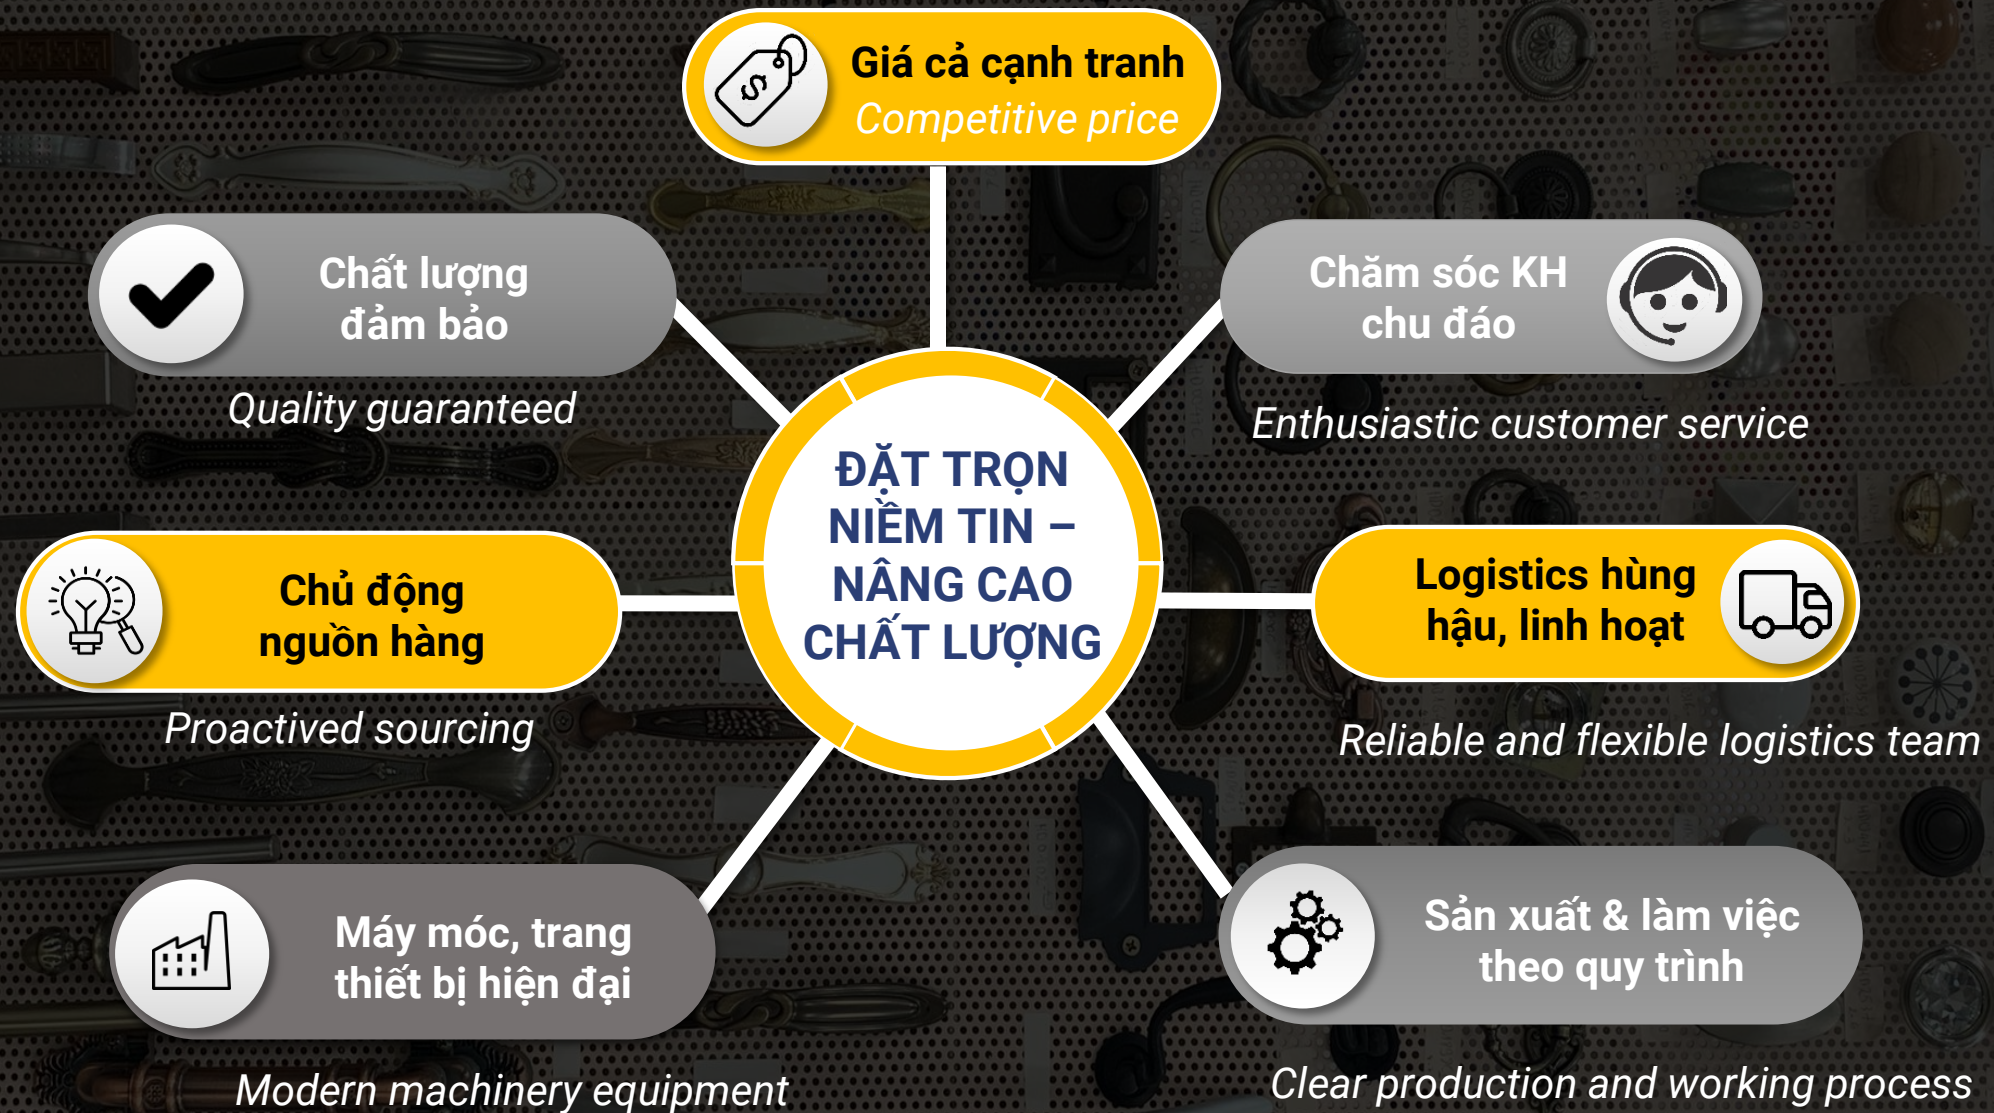 Giá cả cạnh tranh
Competitive price
Chất lượng
đảm bảo
Quality guaranteed
Chăm sóc KH
chu đáo
Enthusiastic customer service
ĐẶT TRỌN
NIỀM TIN –
NÂNG CAO
CHẤT LƯỢNG
Chủ động
nguồn hàng
Proactived sourcing
Logistics hùng
hậu, linh hoạt
Reliable and flexible logistics team
Máy móc, trang
thiết bị hiện đại
Modern machinery equipment
Sản xuất & làm việc
theo quy trình
Clear production and working process